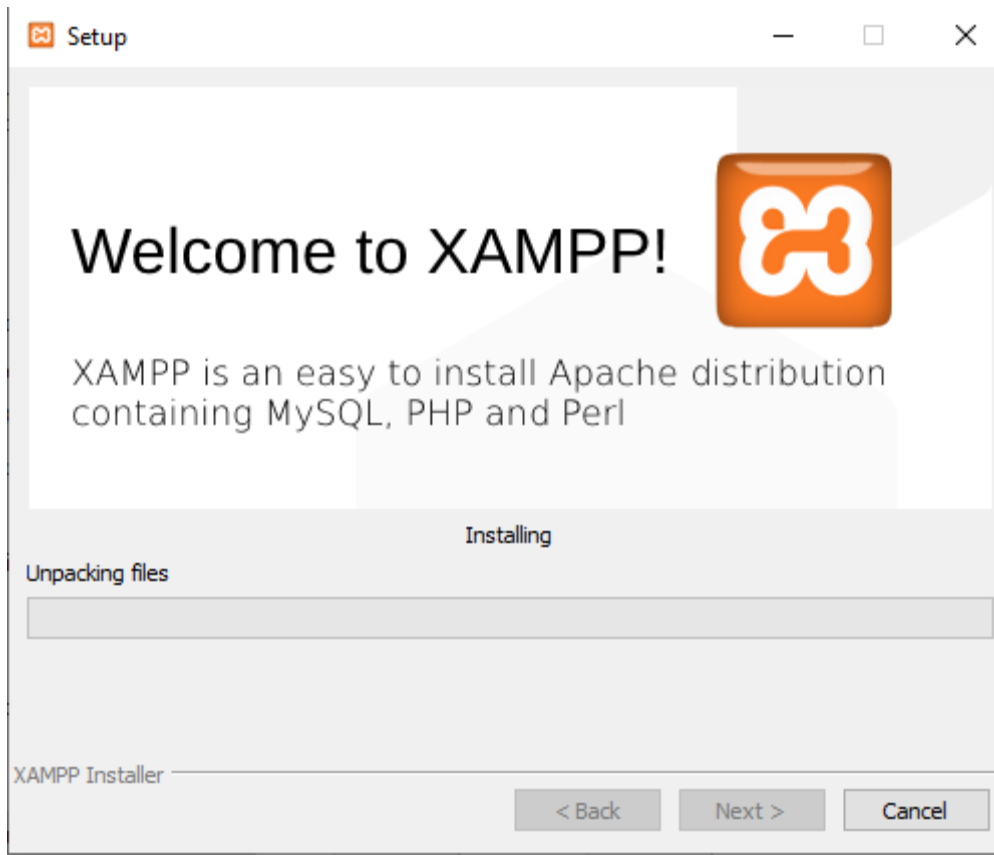 Setup
Welcome to XAMPP!
XAMPP is an easy to install Apache distribution
containing MySQL, PHP and Perl
Installing
Unpacking files
XAMPP Installer
< Back
Next >
Cancel